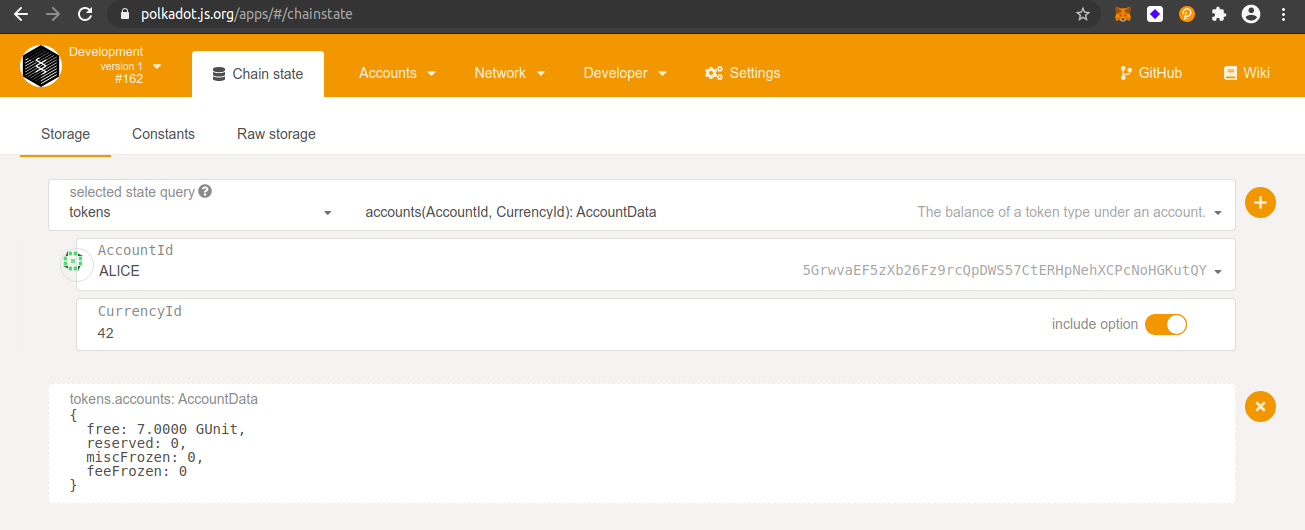 polkadot.js.org/apps/#/chainstate
Development
version 1
#162
Chain state
Accounts
Network
Developer
Settings
GitHub
Wiki
Storage
Constants
Raw storage
selected state query
tokens
accounts(AccountId, CurrencyId): AccountData
The balance of a token type under an account.
AccountId
ALICE
5GrwvaEF5zXb26Fz9rcQpDWS57CtERHpNehXCPcNoHGKutQY
CurrencyId
42
include option
tokens.accounts: AccountData
{
free: 7.0000 GUnit,
reserved: 0,
miscFrozen: 0,
feeFrozen: 0
}